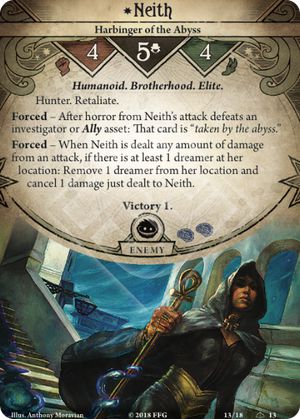 Neith
Harbinger of the Abyss
4 5 4
Humanoid. Brotherhood. Elite.
Hunter. Retaliate.
Forced – After horror from Neith's attack defeats an
investigator or Ally asset: That card is "taken by the abyss."
Forced – When Neith is dealt any amount of damage
from an attack, if there is at least 1 dreamer at her
location: Remove 1 dreamer from her location and
cancel 1 damage just dealt to Neith.
Victory 1.
ENEMY
Illus. Anthony Moravian © 2018 FFG 13/18 13